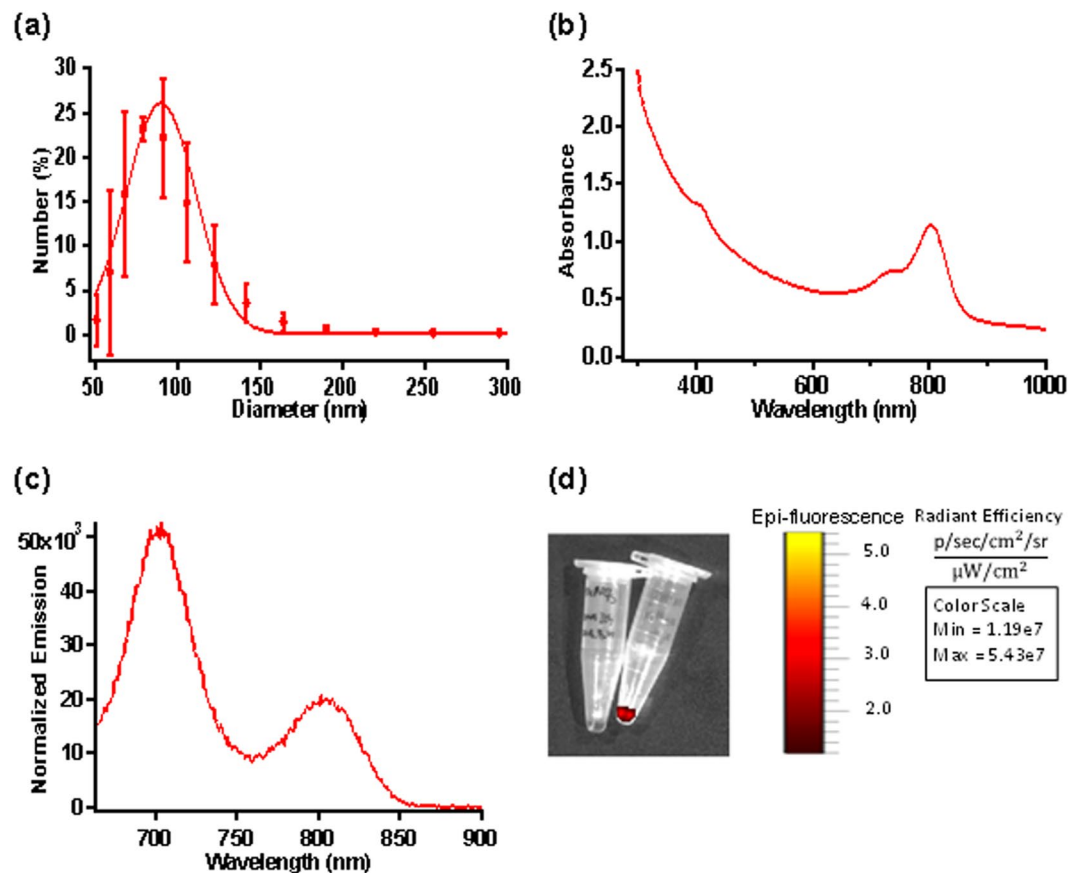 (a)
30
25
20
15
10
5
0
Number (%)
50 100 150 200 250 300
Diameter (nm)
(b)
2.5
2.0
1.5
1.0
0.5
0.0
Absorbance
400 600 800 1000
Wavelength (nm)
(c)
50x10³
40
30
20
10
0
Normalized Emission
700 750 800 850 900
Wavelength (nm)
(d)
Epi-fluorescence
5.0
4.0
3.0
2.0
Radiant Efficiency
p/sec/cm²/sr
µW/cm²
Color Scale
Min = 1.19e7
Max = 5.43e7